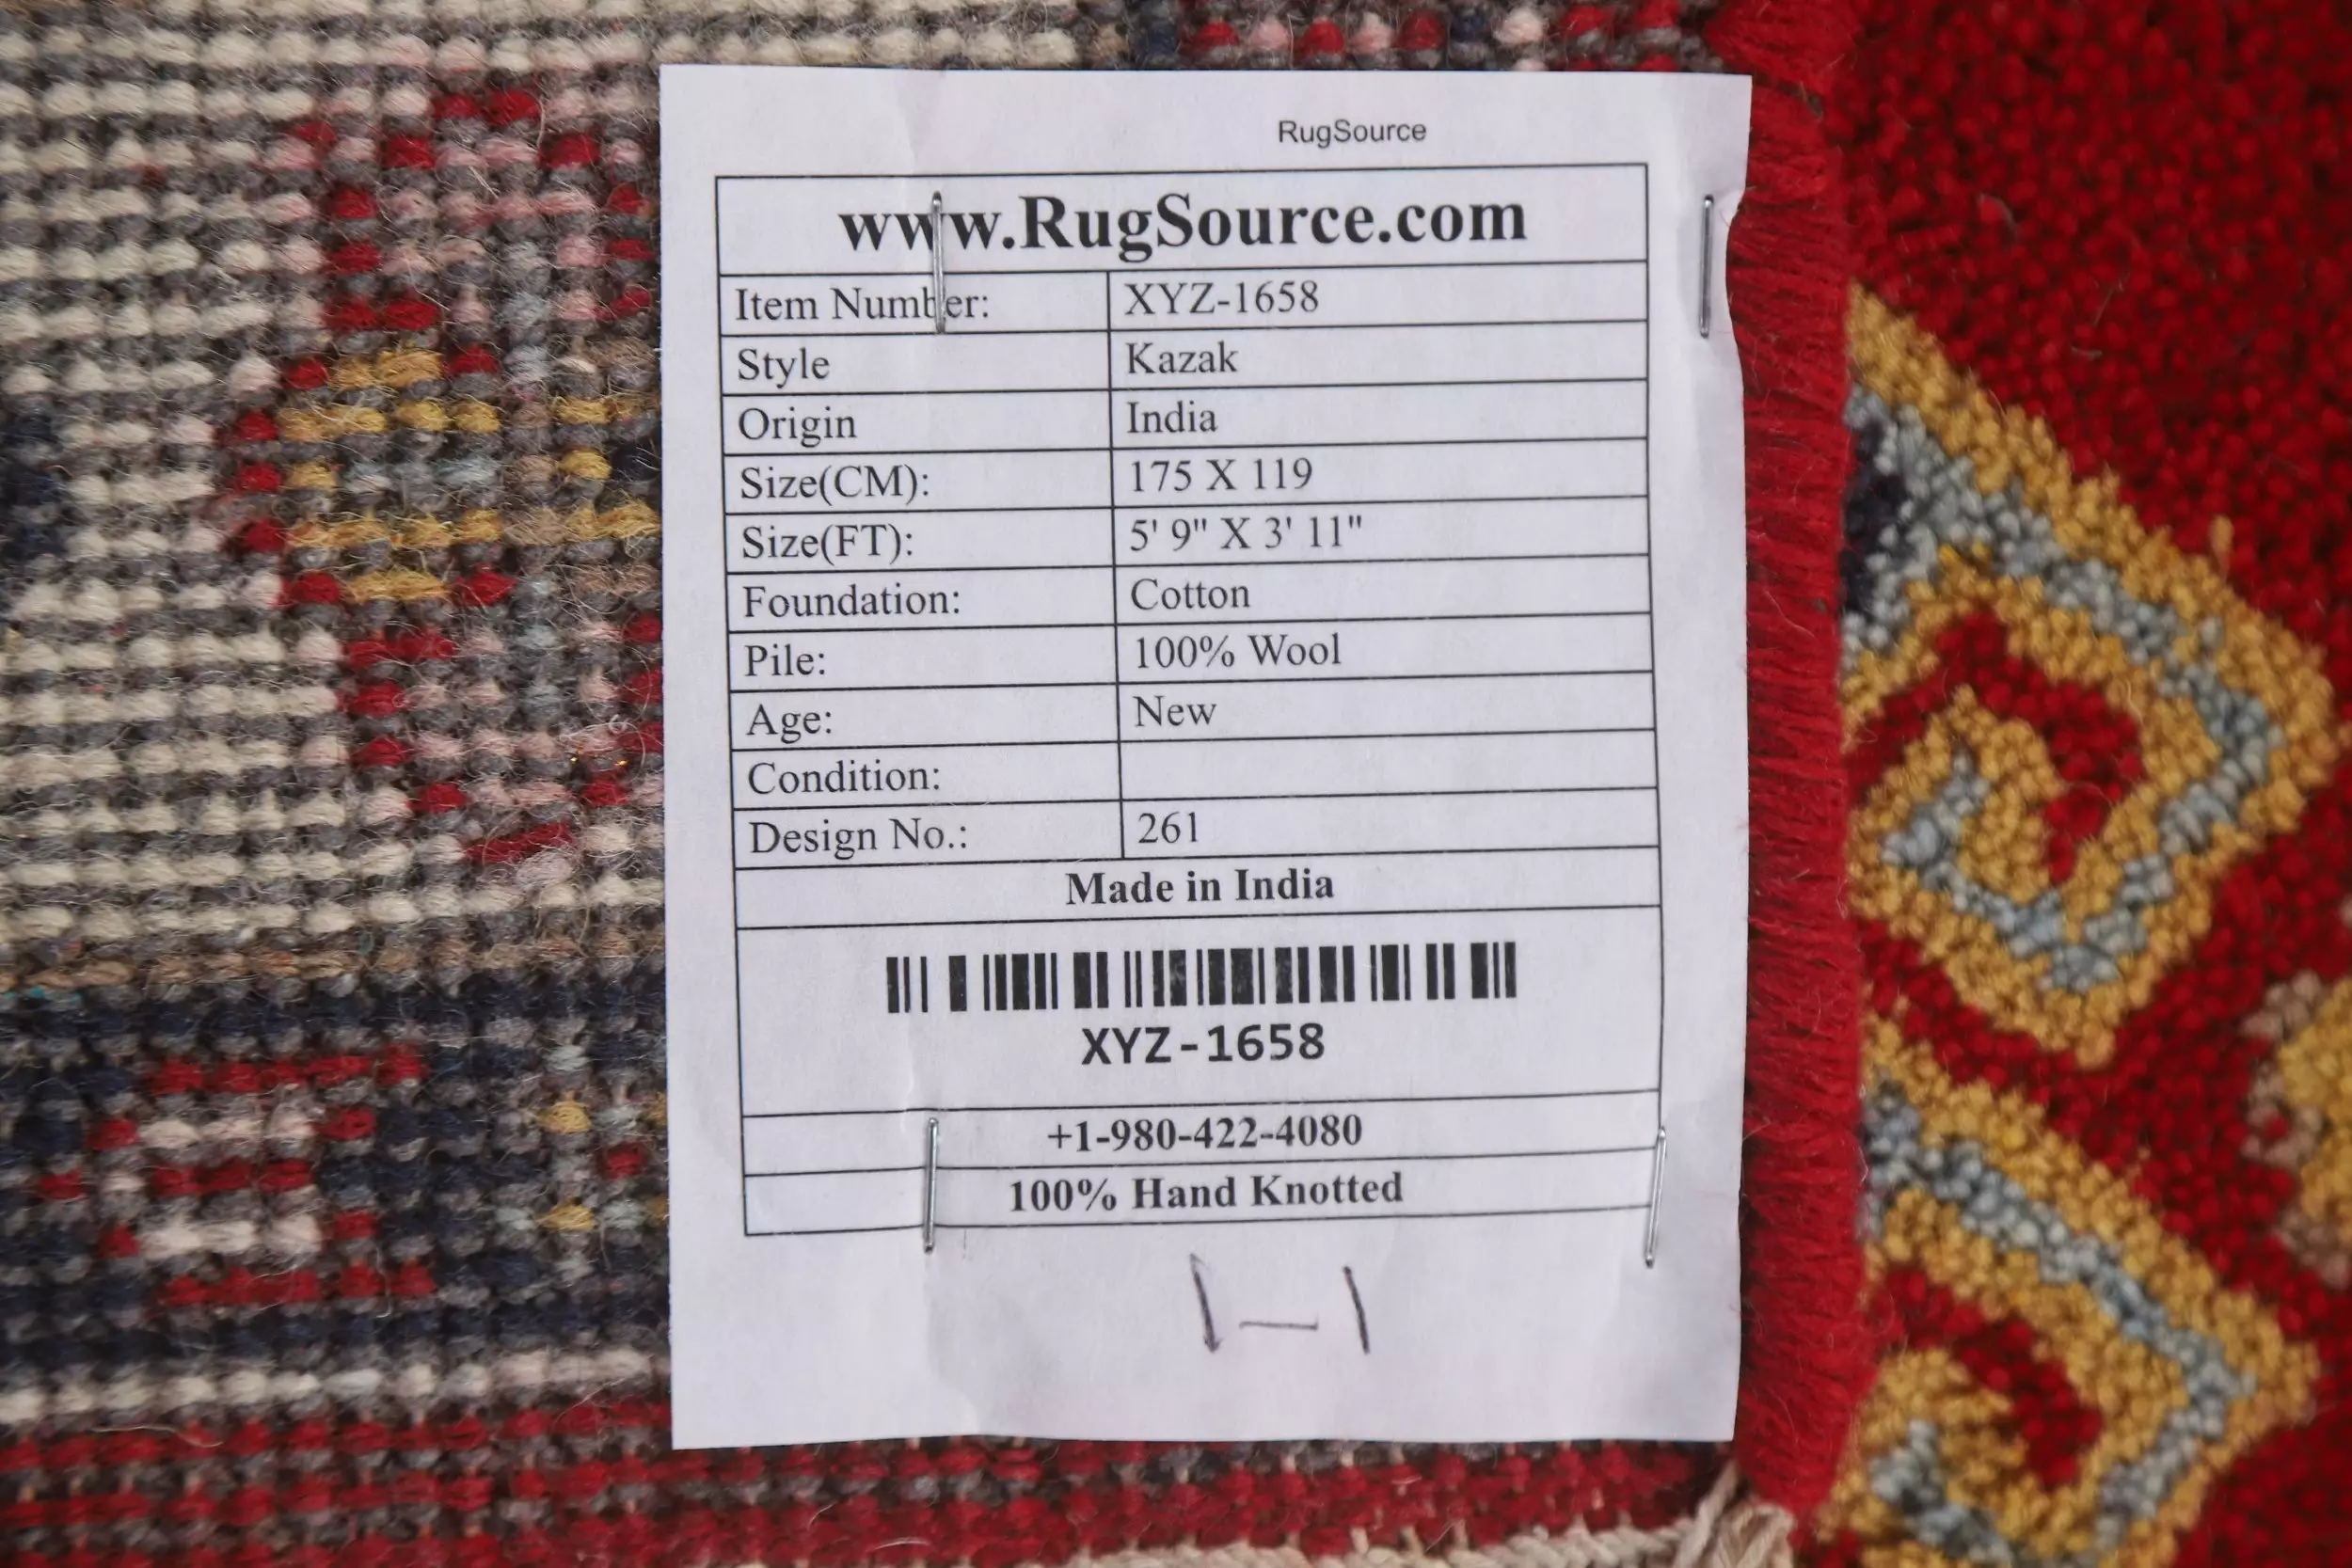 RugSource
www.RugSource.com
Item Number: XYZ-1658
Style Kazak
Origin India
Size(CM): 175 X 119
Size(FT): 5' 9" X 3' 11"
Foundation: Cotton
Pile: 100% Wool
Age: New
Condition:
Design No.: 261
Made in India
XYZ-1658
+1-980-422-4080
100% Hand Knotted
1-1